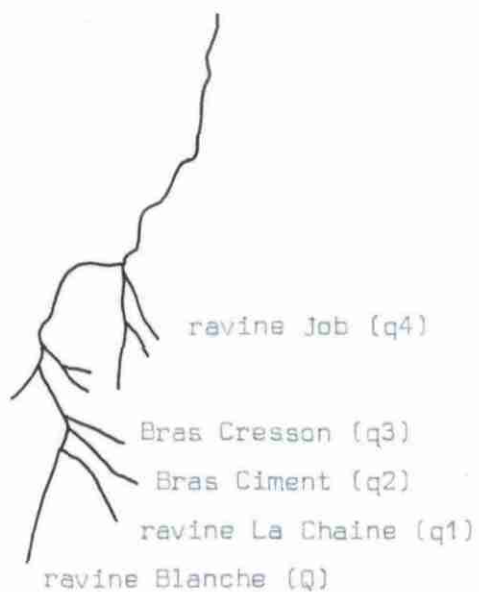 ravine Job (q4)
Bras Cresson (q3)
Bras Ciment (q2)
ravine La Chaine (q1)
ravine Blanche (Q)